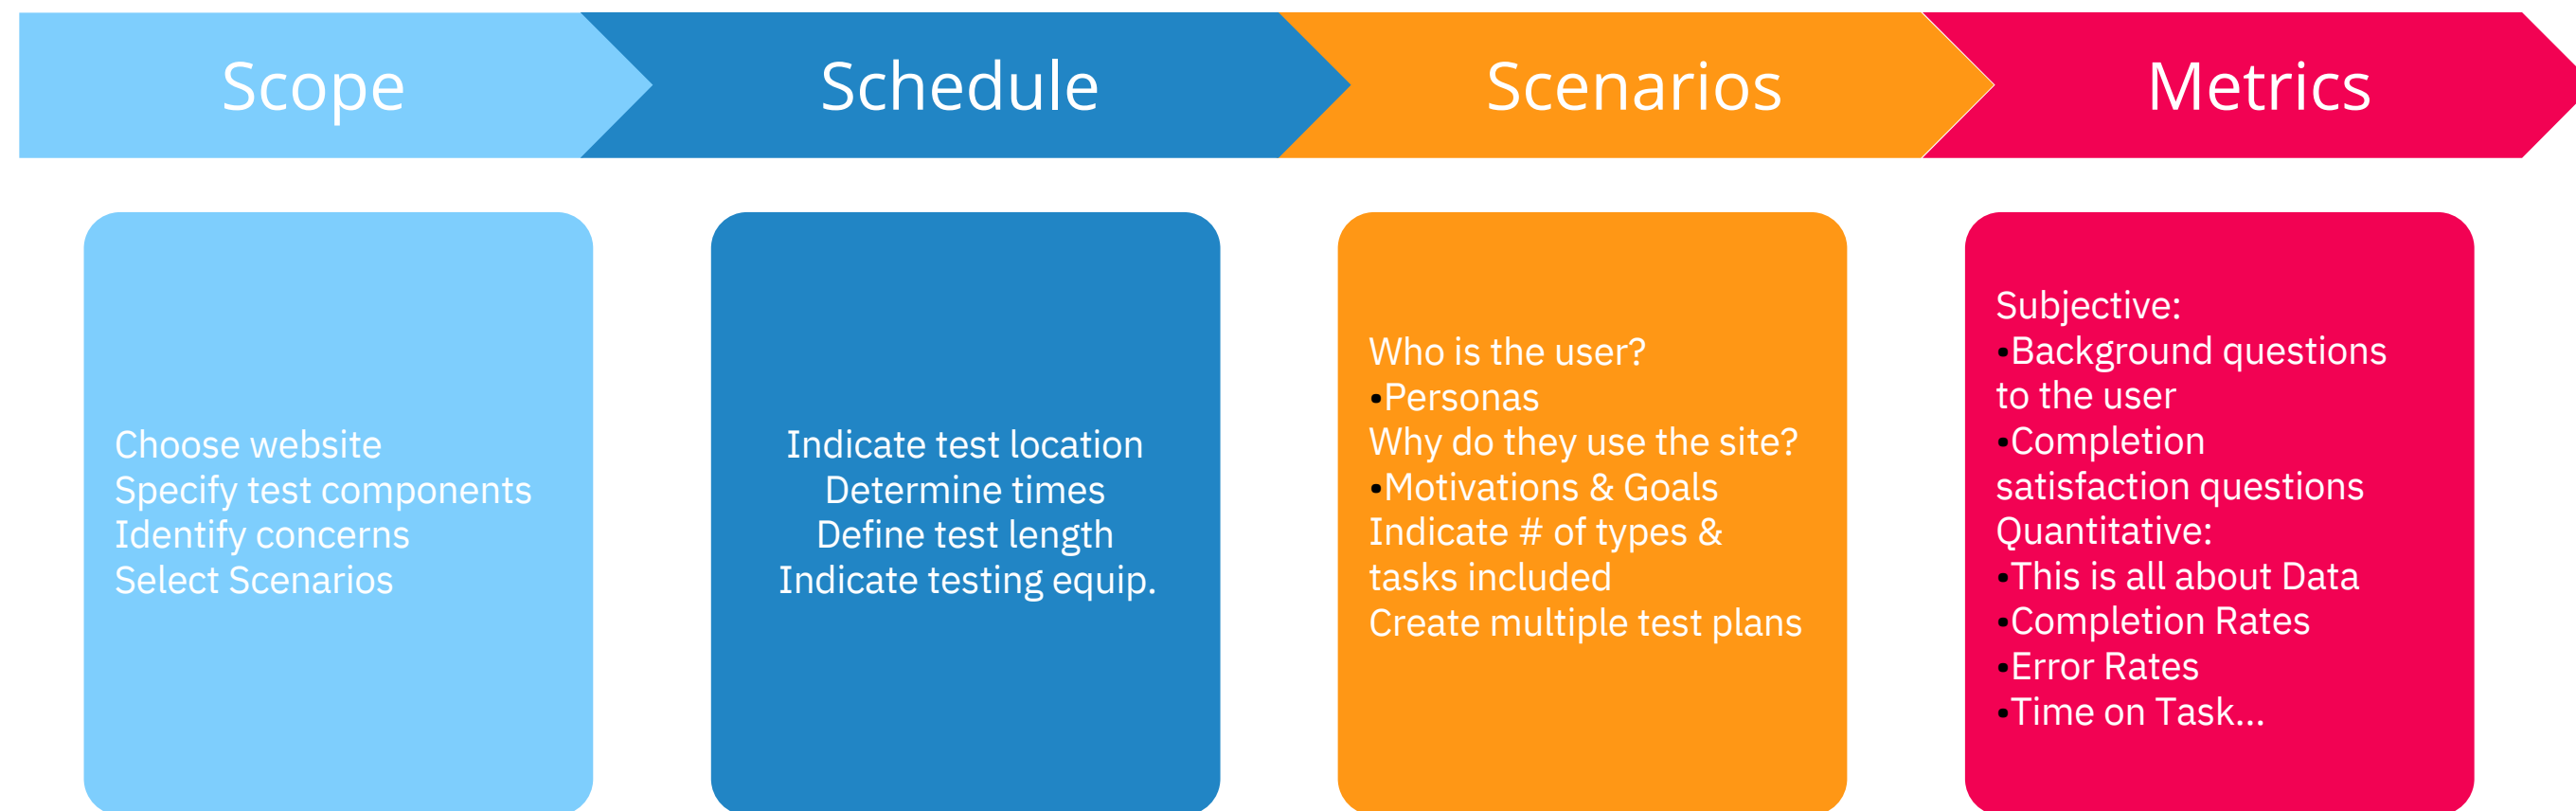 Scope
Schedule
Scenarios
Metrics
Choose website
Specify test components
Identify concerns
Select Scenarios
Indicate test location
Determine times
Define test length
Indicate testing equip.
Who is the user?
•Personas
Why do they use the site?
•Motivations & Goals
Indicate # of types &
tasks included
Create multiple test plans
Subjective:
•Background questions
to the user
•Completion
satisfaction questions
Quantitative:
•This is all about Data
•Completion Rates
•Error Rates
•Time on Task...